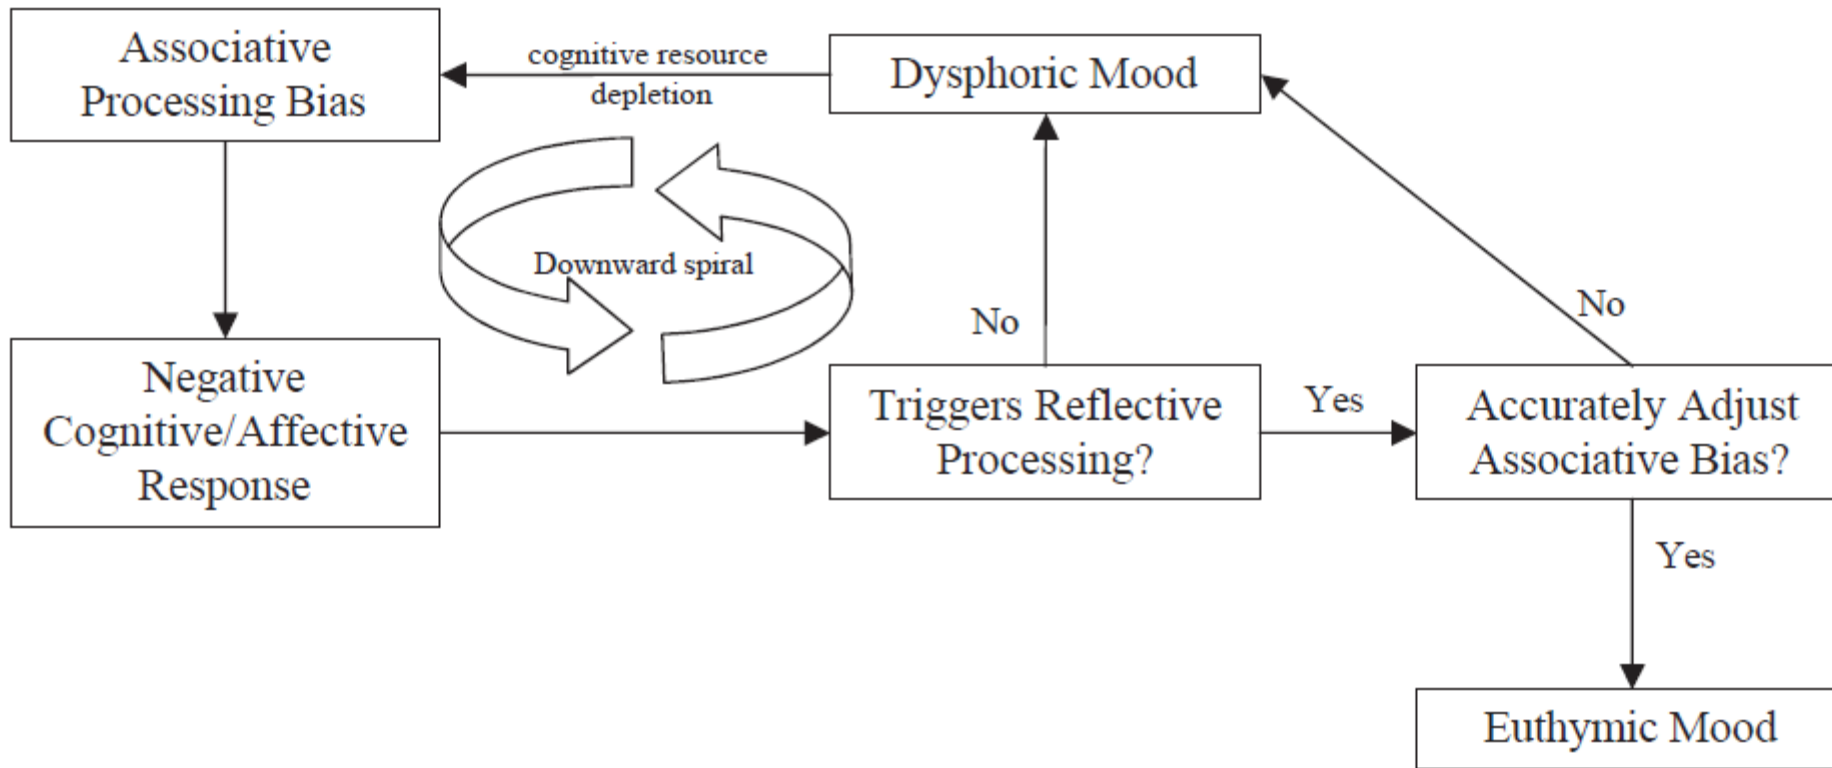 Associative
Processing Bias
cognitive resource
depletion
Dysphoric Mood
Downward spiral
No
No
Negative
Cognitive/Affective
Response
Triggers Reflective
Processing?
Yes
Accurately Adjust
Associative Bias?
Yes
Euthymic Mood